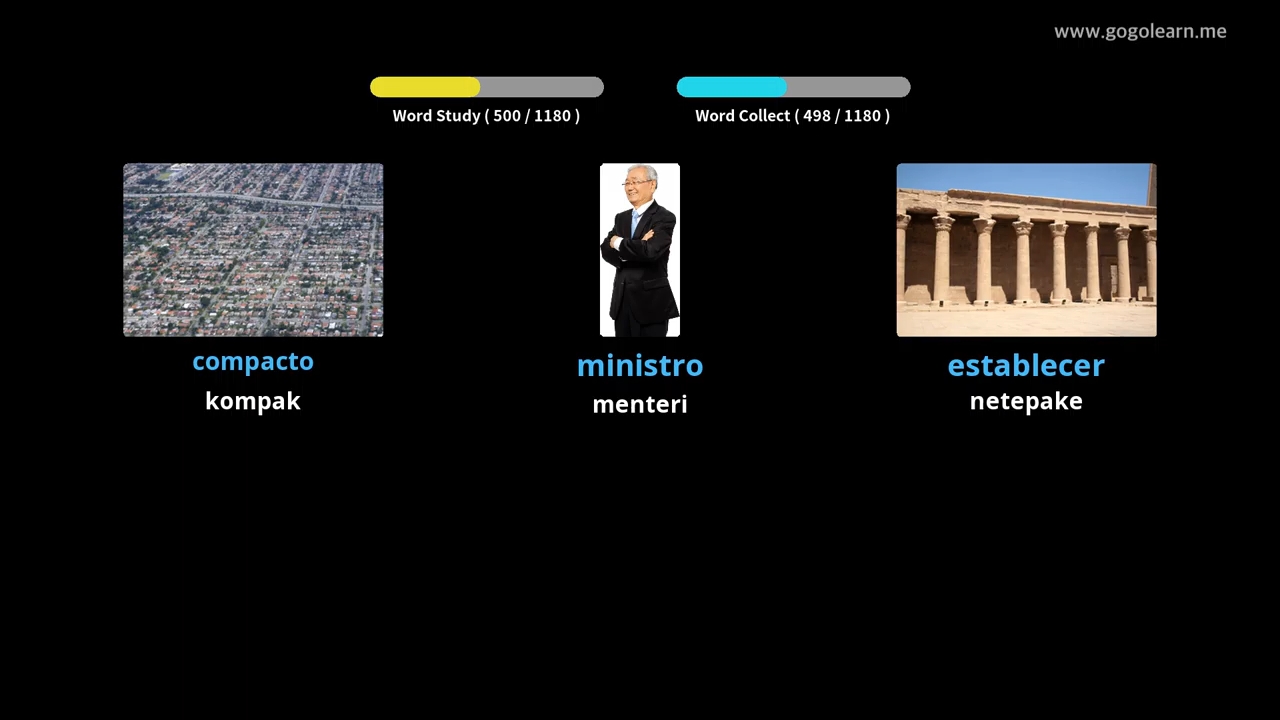 www.gogolearn.me
Word Study ( 500 / 1180 )
Word Collect ( 498 / 1180 )
compacto
kompak
ministro
menteri
establecer
netepake